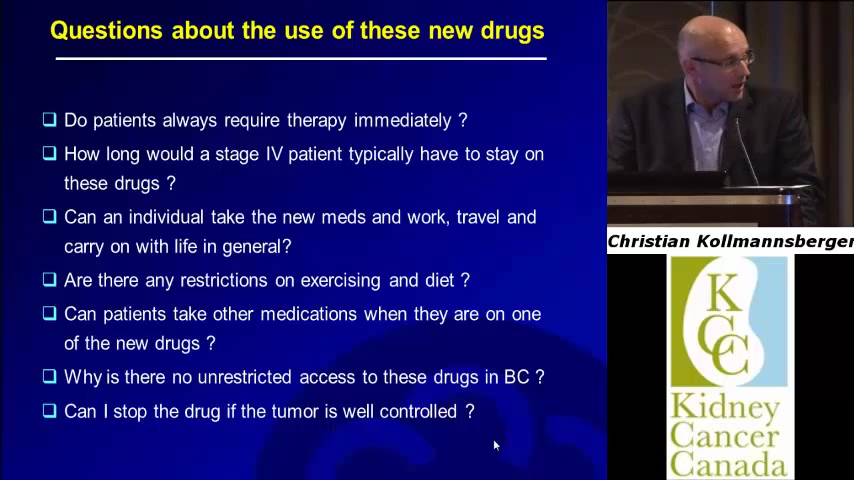 Questions about the use of these new drugs
❑ Do patients always require therapy immediately ?
❑ How long would a stage IV patient typically have to stay on
these drugs ?
❑ Can an individual take the new meds and work, travel and
carry on with life in general?
❑ Are there any restrictions on exercising and diet ?
❑ Can patients take other medications when they are on one
of the new drugs ?
❑ Why is there no unrestricted access to these drugs in BC ?
❑ Can I stop the drug if the tumor is well controlled ?
Christian Kollmannsberger
K
C
C
Kidney
Cancer
Canada